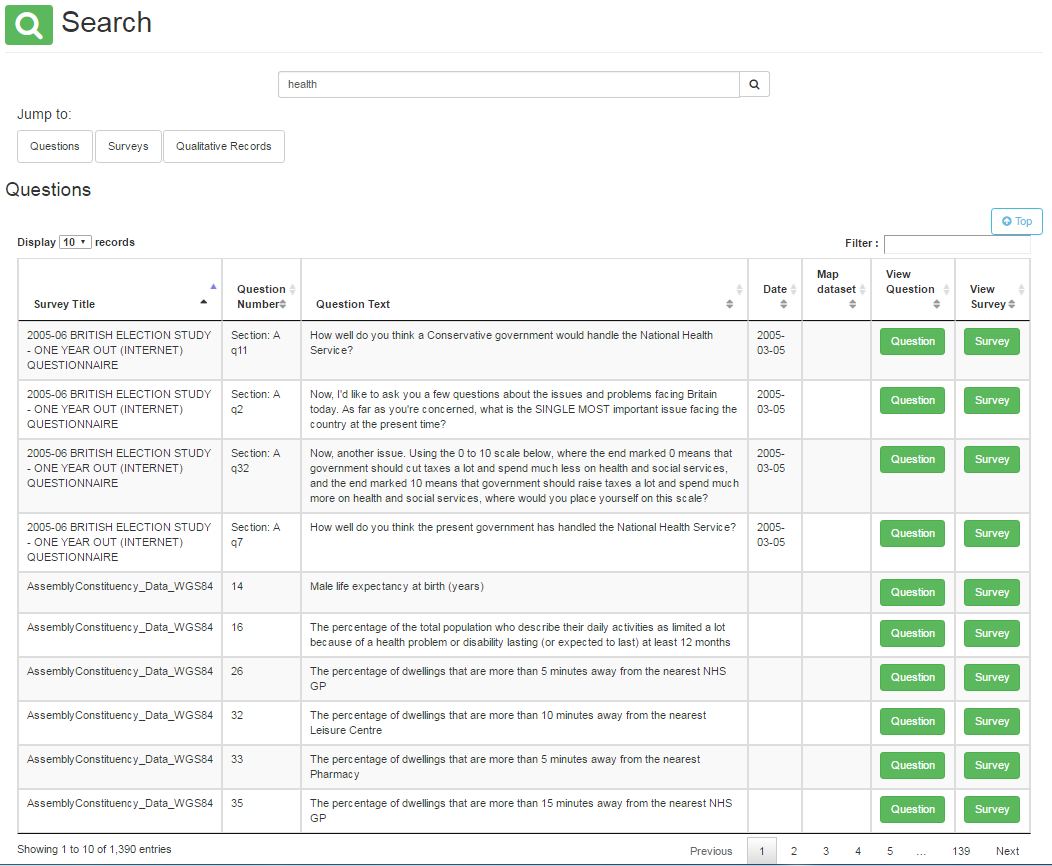 Search
health
Jump to:
Questions Surveys Qualitative Records
Questions
Top
Display 10 records Filter :
Survey Title Question Number Question Text Date Map dataset View Question View Survey
2005-06 BRITISH ELECTION STUDY Section: A How well do you think a Conservative government would handle the National Health 2005- Question Survey
- ONE YEAR OUT (INTERNET) q11 Service? 03-05
QUESTIONNAIRE
2005-06 BRITISH ELECTION STUDY Section: A Now, I'd like to ask you a few questions about the issues and problems facing Britain 2005- Question Survey
- ONE YEAR OUT (INTERNET) q2 today. As far as you're concerned, what is the SINGLE MOST important issue facing the 03-05
QUESTIONNAIRE country at the present time?
2005-06 BRITISH ELECTION STUDY Section: A Now, another issue. Using the 0 to 10 scale below, where the end marked 0 means that 2005- Question Survey
- ONE YEAR OUT (INTERNET) q32 government should cut taxes a lot and spend much less on health and social services, 03-05
QUESTIONNAIRE and the end marked 10 means that government should raise taxes a lot and spend much
more on health and social services, where would you place yourself on this scale?
2005-06 BRITISH ELECTION STUDY Section: A How well do you think the present government has handled the National Health Service? 2005- Question Survey
- ONE YEAR OUT (INTERNET) q7 03-05
QUESTIONNAIRE
AssemblyConstituency_Data_WGS84 14 Male life expectancy at birth (years) Question Survey
AssemblyConstituency_Data_WGS84 16 The percentage of the total population who describe their daily activities as limited a lot Question Survey
because of a health problem or disability lasting (or expected to last) at least 12 months
AssemblyConstituency_Data_WGS84 26 The percentage of dwellings that are more than 5 minutes away from the nearest NHS Question Survey
GP
AssemblyConstituency_Data_WGS84 32 The percentage of dwellings that are more than 10 minutes away from the nearest Question Survey
Leisure Centre
AssemblyConstituency_Data_WGS84 33 The percentage of dwellings that are more than 5 minutes away from the nearest Question Survey
Pharmacy
AssemblyConstituency_Data_WGS84 35 The percentage of dwellings that are more than 15 minutes away from the nearest NHS Question Survey
GP
Showing 1 to 10 of 1,390 entries Previous 1 2 3 4 5 ... 139 Next